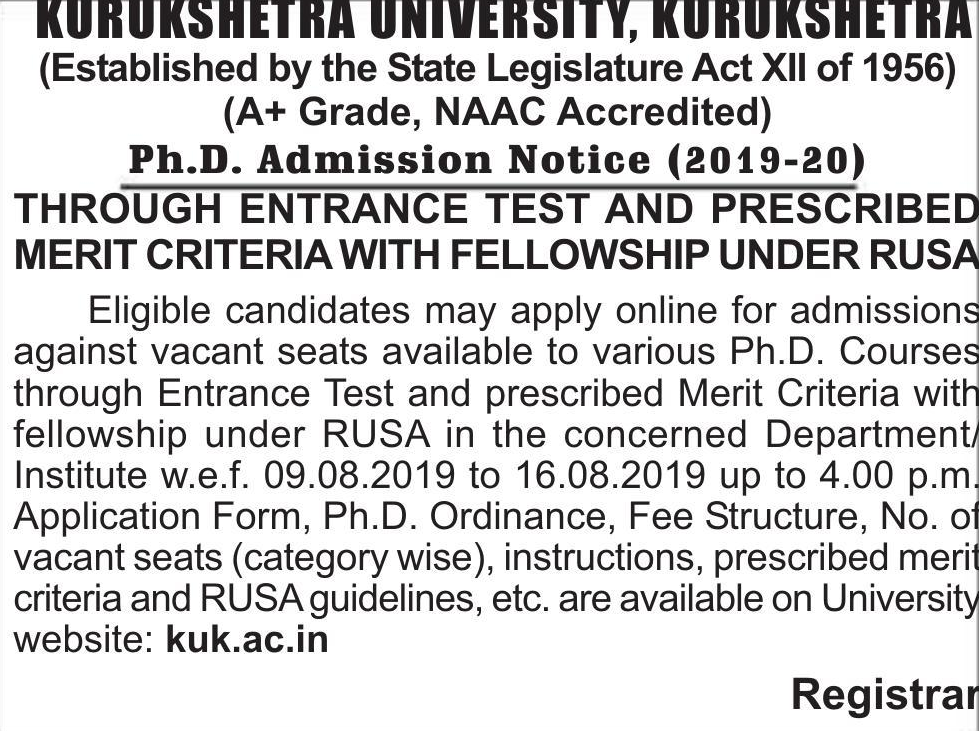 KURUKSHETRA UNIVERSITY, KURUKSHETRA
(Established by the State Legislature Act XII of 1956)
(A+ Grade, NAAC Accredited)
Ph.D. Admission Notice (2019-20)
THROUGH ENTRANCE TEST AND PRESCRIBED
MERIT CRITERIA WITH FELLOWSHIP UNDER RUSA
Eligible candidates may apply online for admissions
against vacant seats available to various Ph.D. Courses
through Entrance Test and prescribed Merit Criteria with
fellowship under RUSA in the concerned Department/
Institute w.e.f. 09.08.2019 to 16.08.2019 up to 4.00 p.m.
Application Form, Ph.D. Ordinance, Fee Structure, No. of
vacant seats (category wise), instructions, prescribed merit
criteria and RUSA guidelines, etc. are available on University
website: kuk.ac.in
Registrar